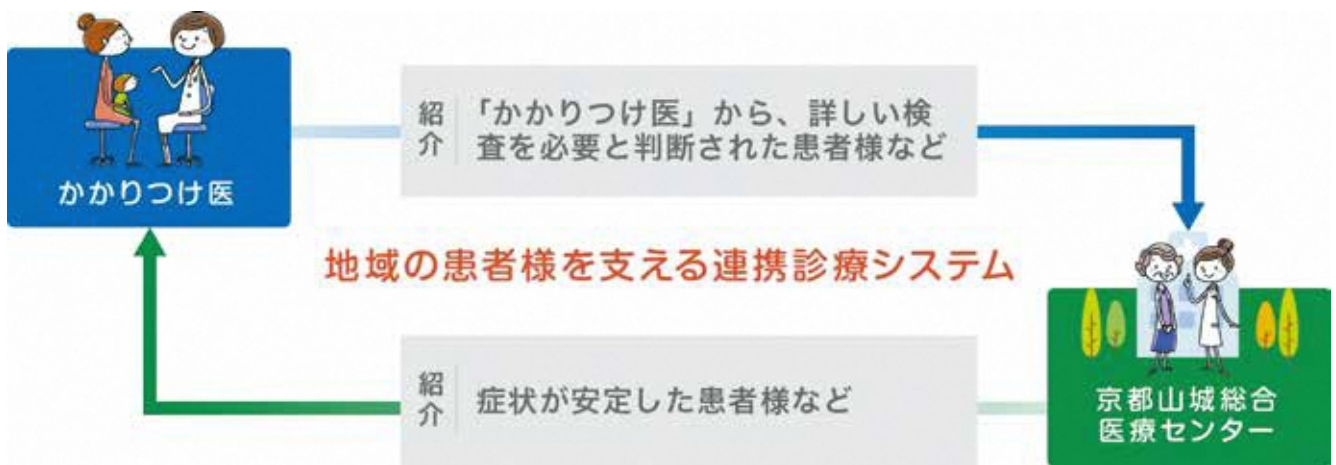 かかりつけ医
紹介
「かかりつけ医」から、詳しい検
査を必要と判断された患者様など
地域の患者様を支える連携診療システム
紹介
症状が安定した患者様など
京都山城総合
医療センター